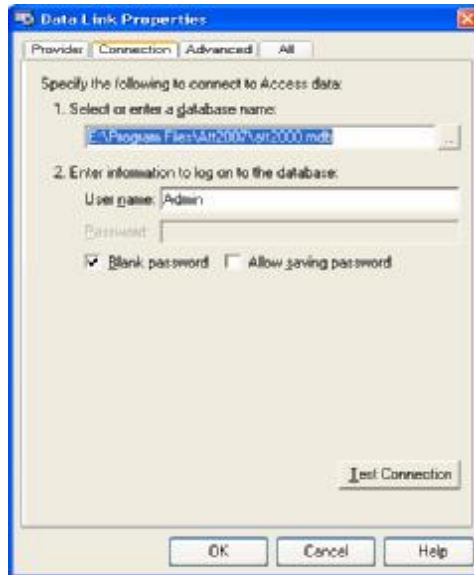 Data Link Properties
Provider Connection Advanced All
Specify the following to connect to Access data:
1. Select or enter a database name:
E:\Program Files\Att2007\att2000.mdb ...
2. Enter information to log on to the database:
User name: Admin
Password:
Blank password Allow saving password
Test Connection
OK Cancel Help